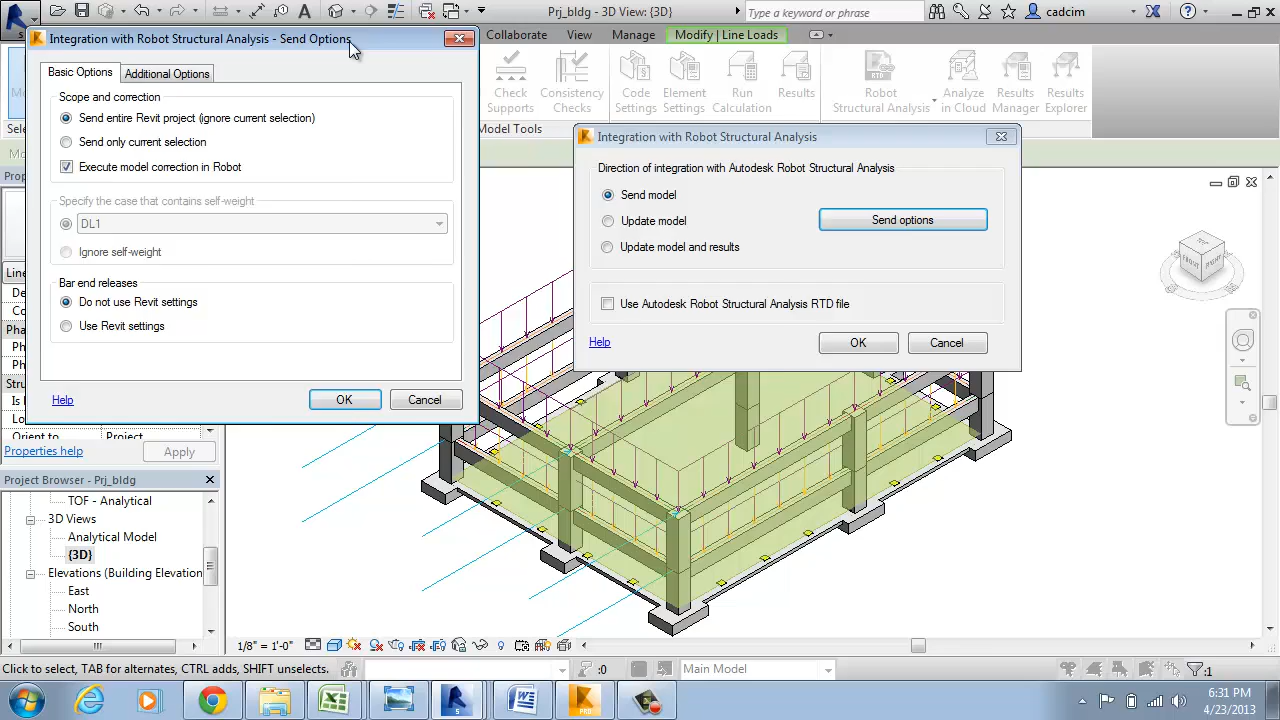 Prj_bldg - 3D View: {3D}
Type a keyword or phrase
cadcim
Integration with Robot Structural Analysis - Send Options
Collaborate
View
Manage
Modify | Line Loads
Basic Options
Additional Options
Scope and correction
Send entire Revit project (ignore current selection)
Send only current selection
Execute model correction in Robot
Specify the case that contains self-weight
DL1
Ignore self-weight
Bar end releases
Do not use Revit settings
Use Revit settings
Help
OK
Cancel
Check
Supports
Consistency
Checks
Code
Settings
Element
Settings
Run
Calculation
Results
Robot
Structural Analysis
Analyze
in Cloud
Results
Manager
Results
Explorer
Model Tools
Integration with Robot Structural Analysis
Direction of integration with Autodesk Robot Structural Analysis
Send model
Update model
Send options
Update model and results
Use Autodesk Robot Structural Analysis RTD file
Help
OK
Cancel
TOP
FRONT
RIGHT
Properties help
Apply
Project Browser - Prj_bldg
TOF - Analytical
3D Views
Analytical Model
{3D}
Elevations (Building Elevation
East
North
South
1/8" = 1'-0"
Click to select, TAB for alternates, CTRL adds, SHIFT unselects.
:0
Main Model
:1
6:31 PM
4/23/2013